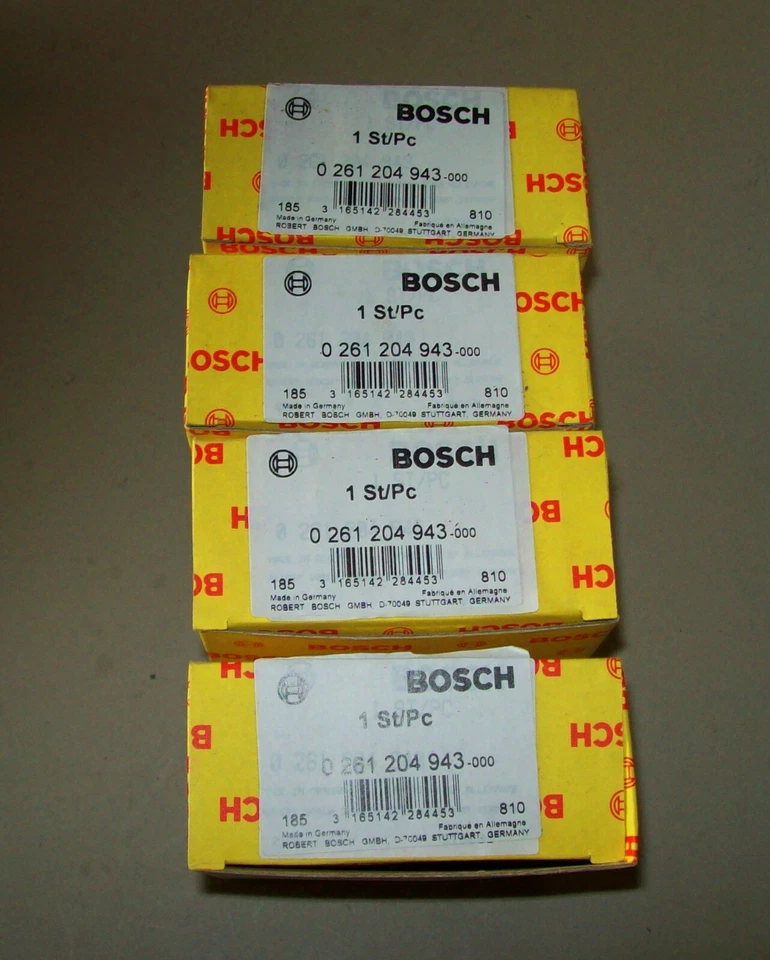 BOSCH
1 St/Pc
0 261 204 943-000
185 3 165142 284453 810
Made in Germany Fabriqué en Allemagne
ROBERT BOSCH GMBH, D-70049 STUTTGART, GERMANY
BOSCH
1 St/Pc
0 261 204 943-000
185 3 165142 284453 810
Made in Germany Fabriqué en Allemagne
ROBERT BOSCH GMBH, D-70049 STUTTGART, GERMANY
BOSCH
1 St/Pc
0 261 204 943-000
185 3 165142 284453 810
Made in Germany Fabriqué en Allemagne
ROBERT BOSCH GMBH, D-70049 STUTTGART, GERMANY
BOSCH
BOSCH
1 St/Pc
0 261 204 943-000
185 3 165142 284453 810
Made in Germany Fabriqué en Allemagne
ROBERT BOSCH GMBH, D-70049 STUTTGART, GERMANY